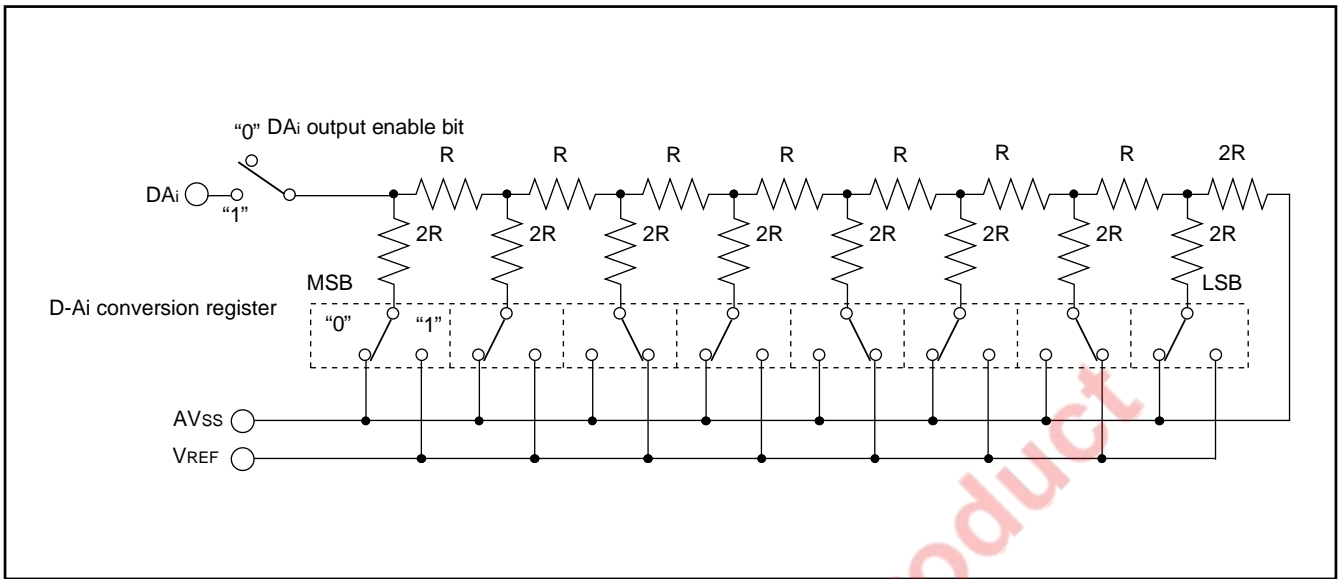 "0" DAi output enable bit
R R R R R R R 2R
DAi
"1"
2R 2R 2R 2R 2R 2R 2R 2R
MSB LSB
D-Ai conversion register
"0" "1"
AVSS
VREF
oduct